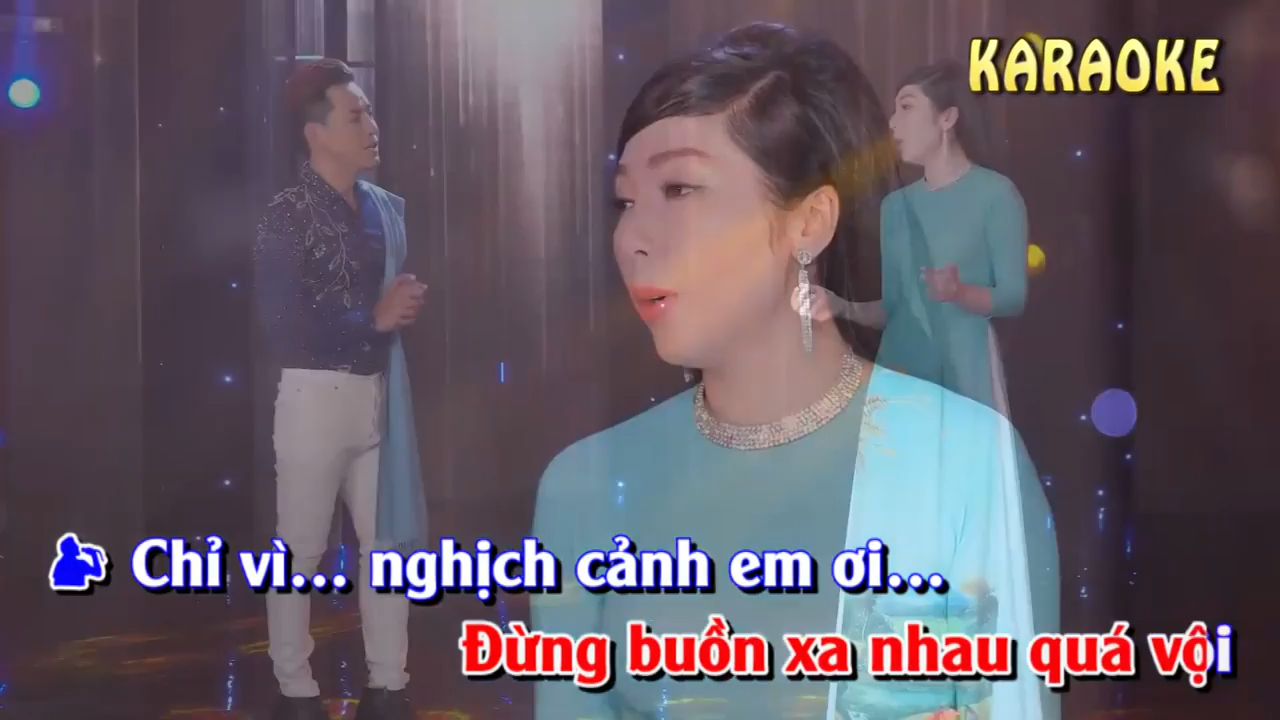 KARAOKE
Chỉ vì... nghịch cảnh em ơi...
Đừng buồn xa nhau quá vội